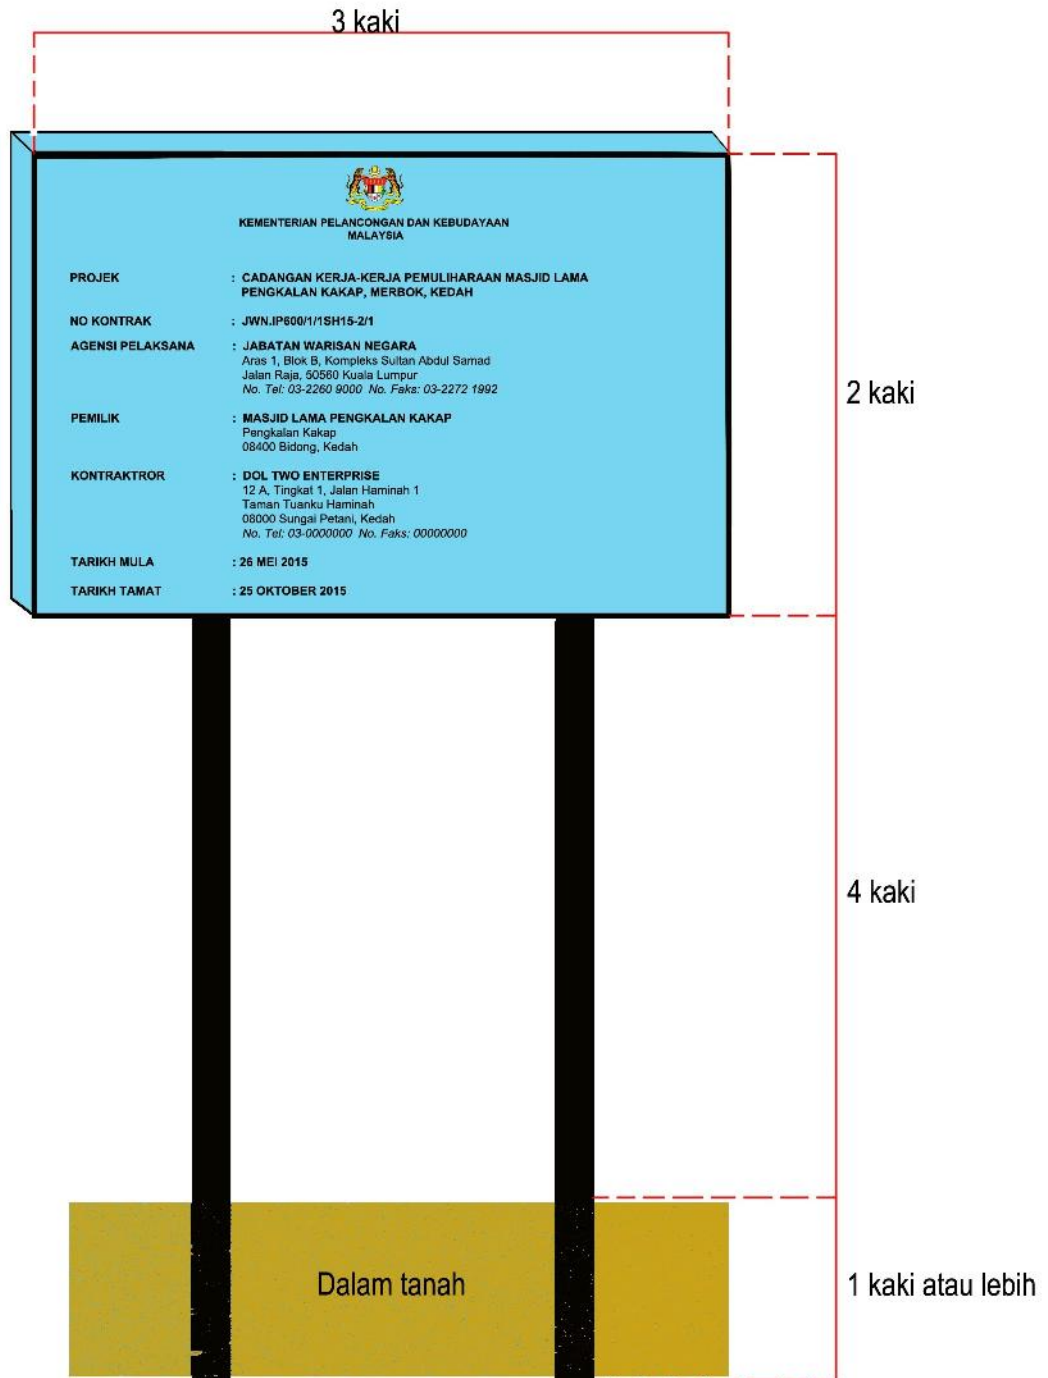 3 kaki
KEMENTERIAN PELANCONGAN DAN KEBUDAYAAN
MALAYSIA
PROJEK : CADANGAN KERJA-KERJA PEMULIHARAAN MASJID LAMA
PENGKALAN KAKAP, MERBOK, KEDAH
NO KONTRAK : JWN.IP600/1/1SH15-2/1
AGENSI PELAKSANA : JABATAN WARISAN NEGARA
Aras 1, Blok B, Kompleks Sultan Abdul Samad
Jalan Raja, 50560 Kuala Lumpur
No. Tel: 03-2260 9000 No. Faks: 03-2272 1992
PEMILIK : MASJID LAMA PENGKALAN KAKAP
Pengkalan Kakap
08400 Bidong, Kedah
KONTRAKTROR : DOL TWO ENTERPRISE
12 A, Tingkat 1, Jalan Haminah 1
Taman Tuanku Haminah
08000 Sungai Petani, Kedah
No. Tel: 03-0000000 No. Faks: 00000000
TARIKH MULA : 26 MEI 2015
TARIKH TAMAT : 25 OKTOBER 2015
2 kaki
4 kaki
Dalam tanah
1 kaki atau lebih